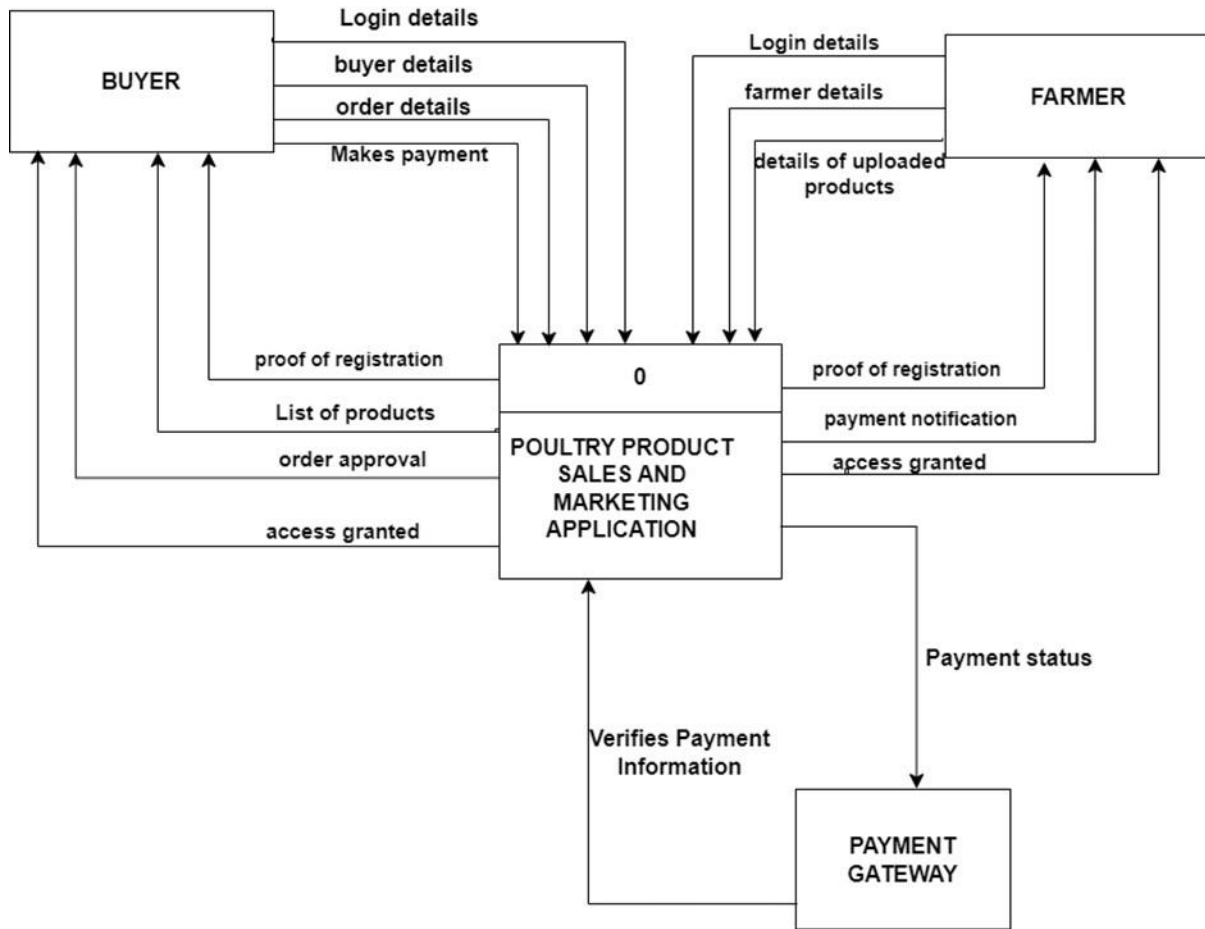 Login details
BUYER
buyer details
order details
Makes payment
Login details
FARMER
farmer details
details of uploaded
products
proof of registration
List of products
order approval
access granted
0
POULTRY PRODUCT
SALES AND
MARKETING
APPLICATION
proof of registration
payment notification
access granted
Payment status
Verifies Payment
Information
PAYMENT
GATEWAY